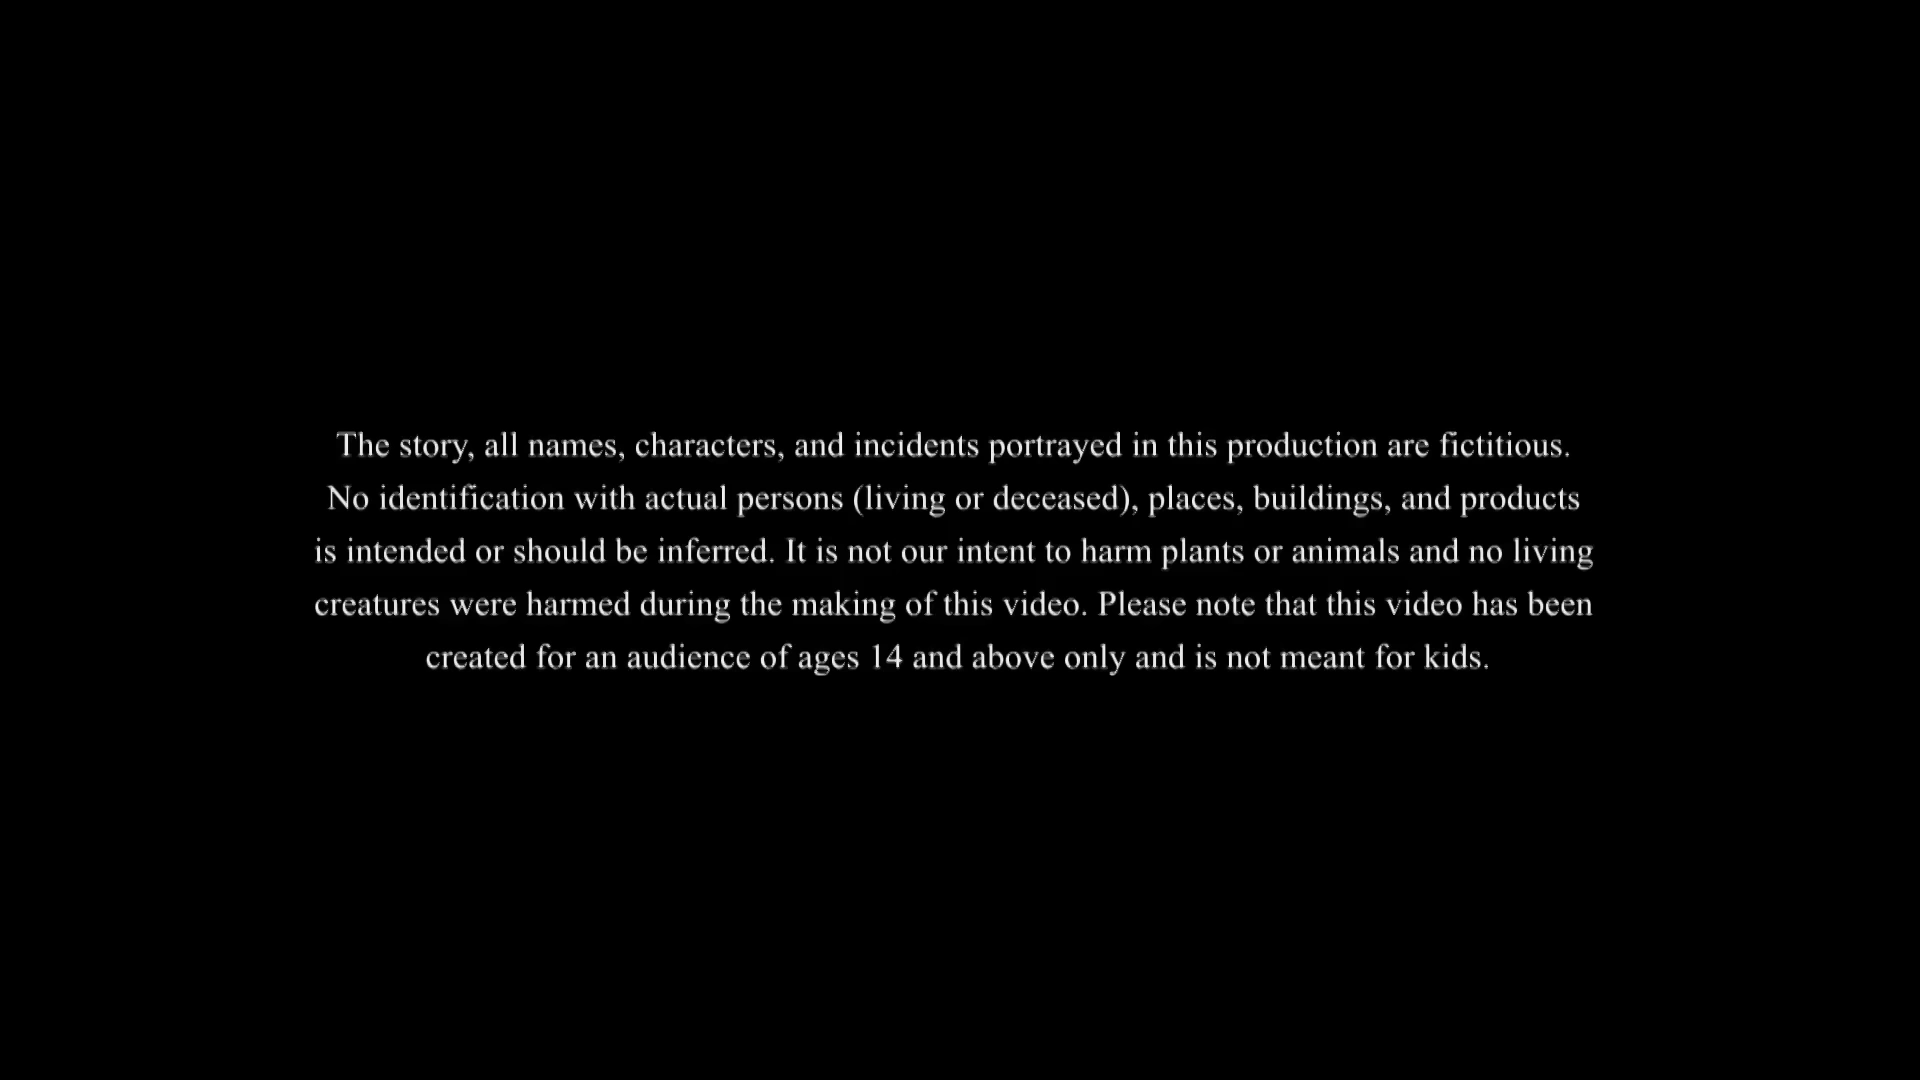 The story, all names, characters, and incidents portrayed in this production are fictitious.
No identification with actual persons (living or deceased), places, buildings, and products
is intended or should be inferred. It is not our intent to harm plants or animals and no living
creatures were harmed during the making of this video. Please note that this video has been
created for an audience of ages 14 and above only and is not meant for kids.